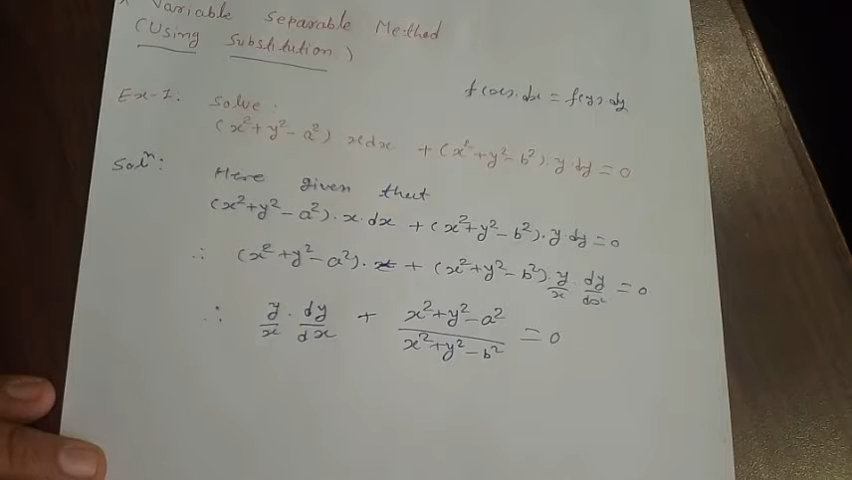 * Variable Separable Method
(Using Substitution)
f(x).dx = f(y).dy
Ex-1. Solve.
(x²+y²-a²) xdx + (x²+y²-b²).y.dy=0
Solⁿ: Here given that
(x²+y²-a²).x.dx + (x²+y²-b²).y.dy=0
∴ (x²+y²-a²). + (x²+y²-b²).y/x.dy/dx = 0.
∴ y/x . dy/dx + (x²+y²-a²)/(x²+y²-b²) = 0